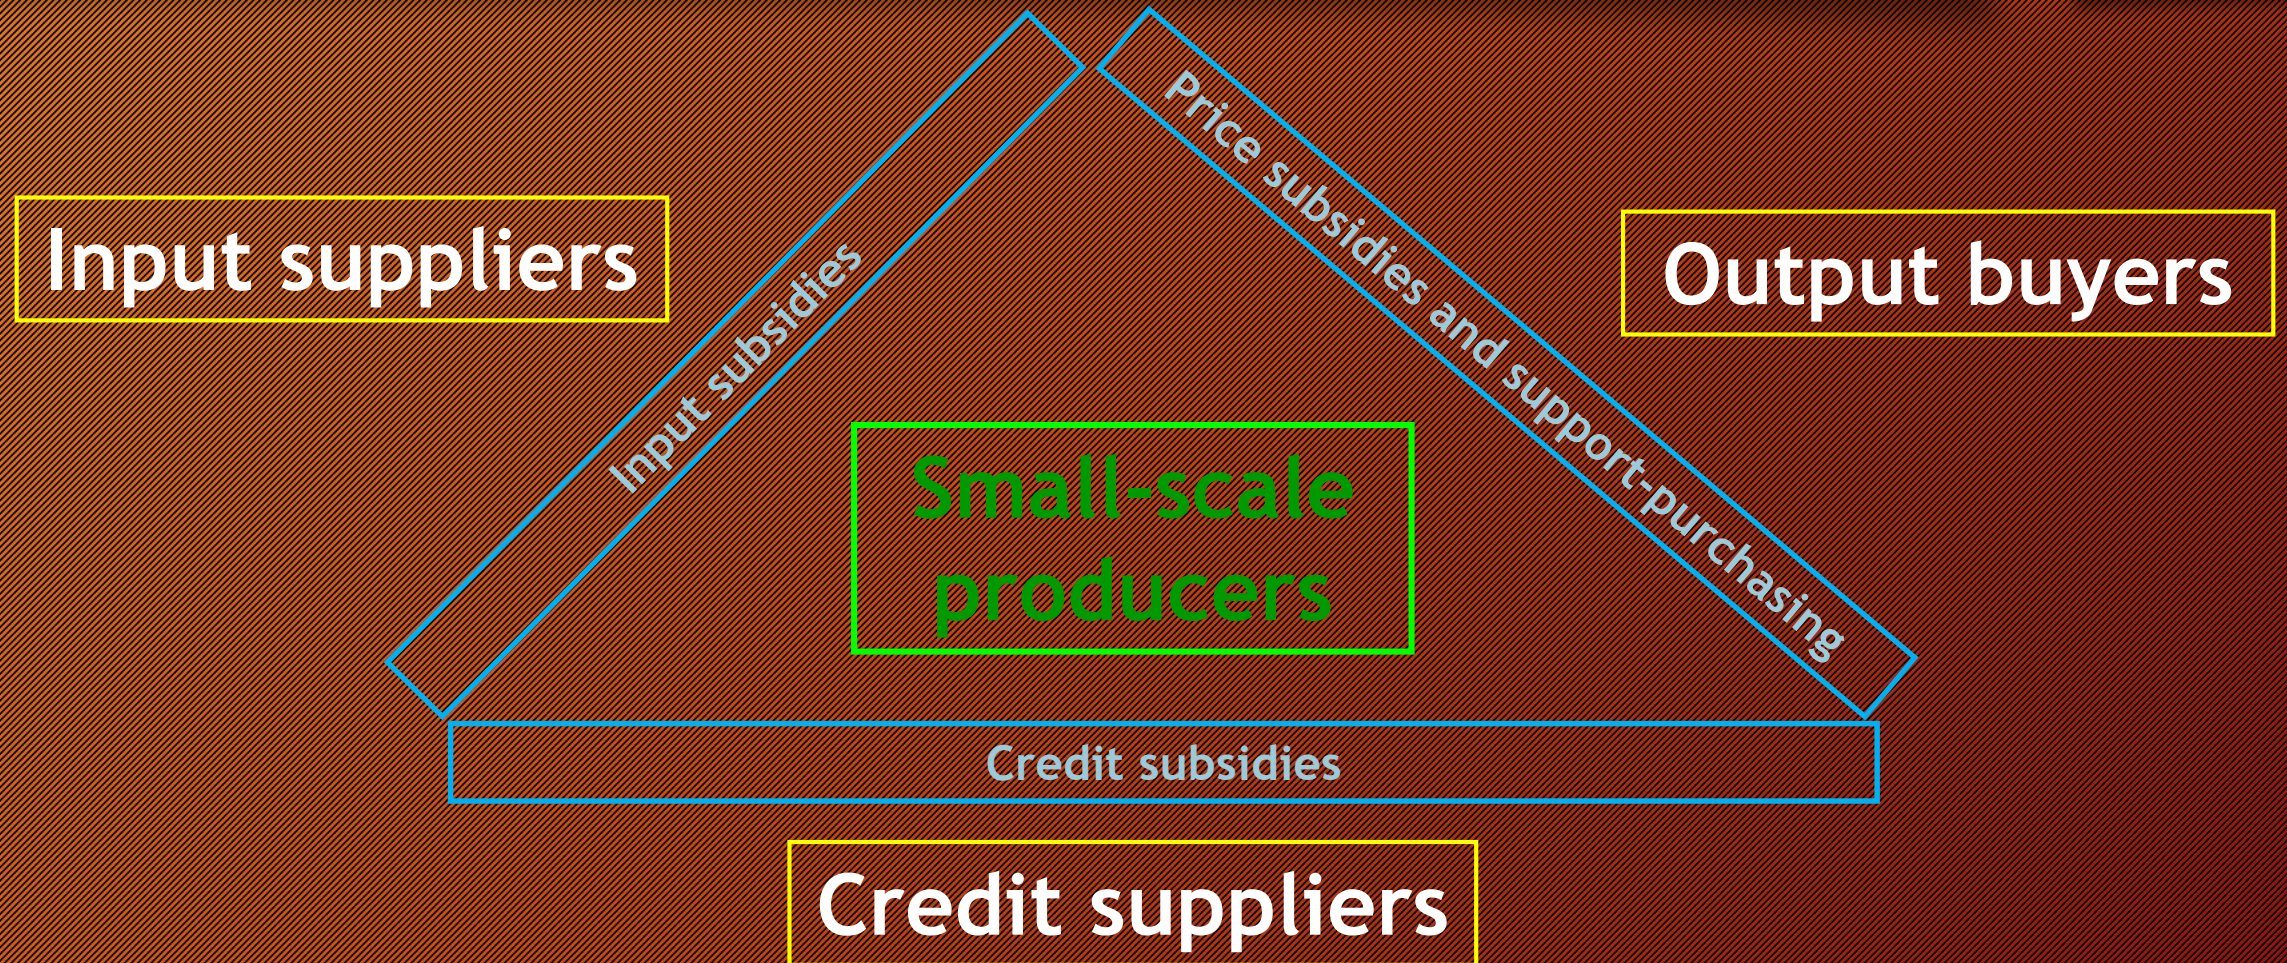 Input suppliers
Input subsidies
Price subsidies and support-purchasing
Output buyers
Small-scale
producers
Credit subsidies
Credit suppliers